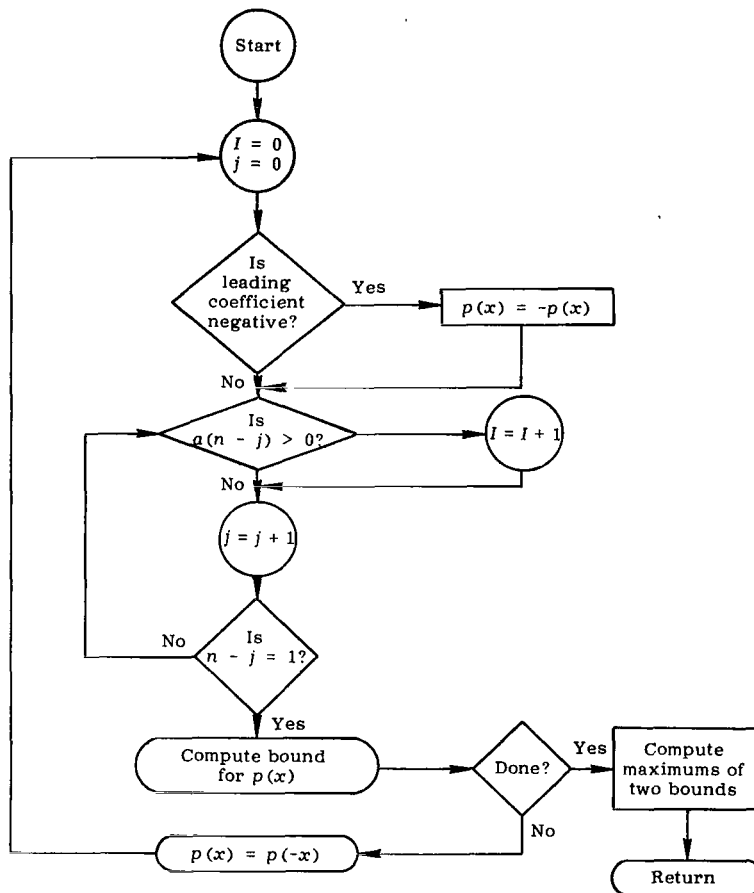 Start
I = 0
j = 0
Is
leading
coefficient
negative?
Yes
p(x) = -p(x)
No
Is
a(n - j) > 0?
I = I + 1
No
j = j + 1
No
Is
n - j = 1?
Yes
Compute bound
for p(x)
Done?
Yes
Compute
maximums of
two bounds
No
p(x) = p(-x)
Return